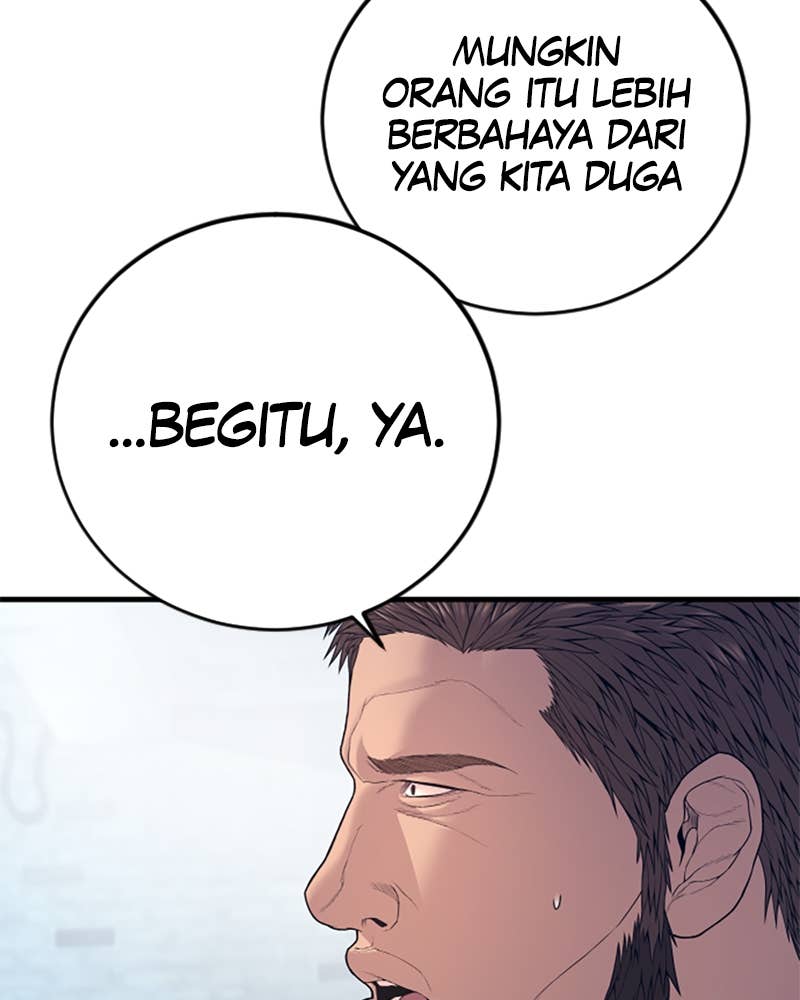 MUNGKIN
ORANG ITU LEBIH
BERBAHAYA DARI
YANG KITA DUGA
...BEGITU, YA.